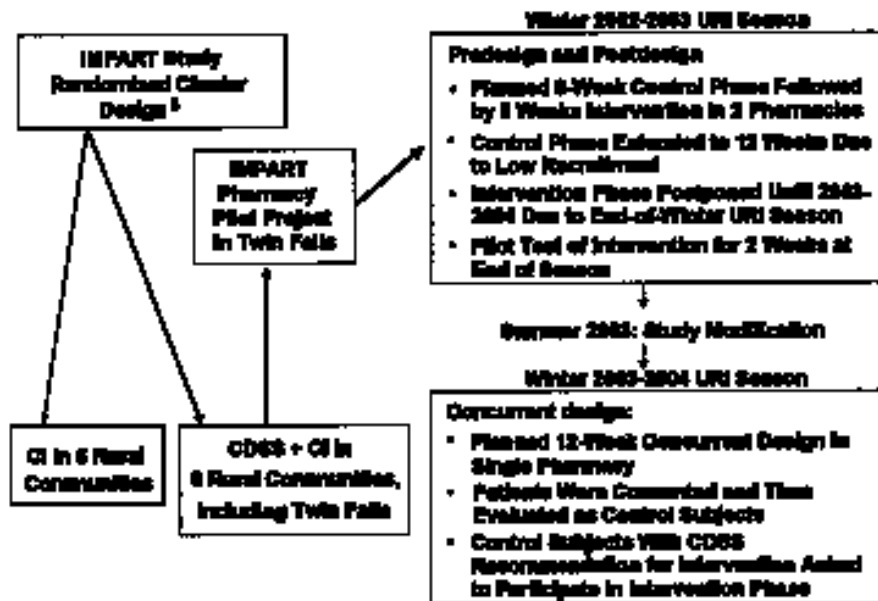 IMPART Study
Randomized Cluster
Design
IMPART
Pharmacy
Pilot Project
in Twin Falls
CI in 6 Rural
Communities
CDSS + CI in
6 Rural Communities,
Including Twin Falls
Winter 2002-2003 URI Season
Predesign and Postdesign
• Planned Control Phase Followed
by Weeks Intervention in 2 Pharmacies
• Control Phase Extended to 12 Weeks Due
to Low Recruitment
• Intervention Phase Postponed Until 2003-
2004 Due to End-of-Winter URI Season
• Pilot Test of Intervention for 2 Weeks at
End of Season
Summer 2003: Study Modification
Winter 2003-2004 URI Season
Concurrent design:
• Planned 12-Week Concurrent Design in
Single Pharmacy
• Patients Were Consented and Then
Evaluated as Control Subjects
• Control Subjects With CDSS
Recommendation for Intervention Asked
to Participate in Intervention Phase